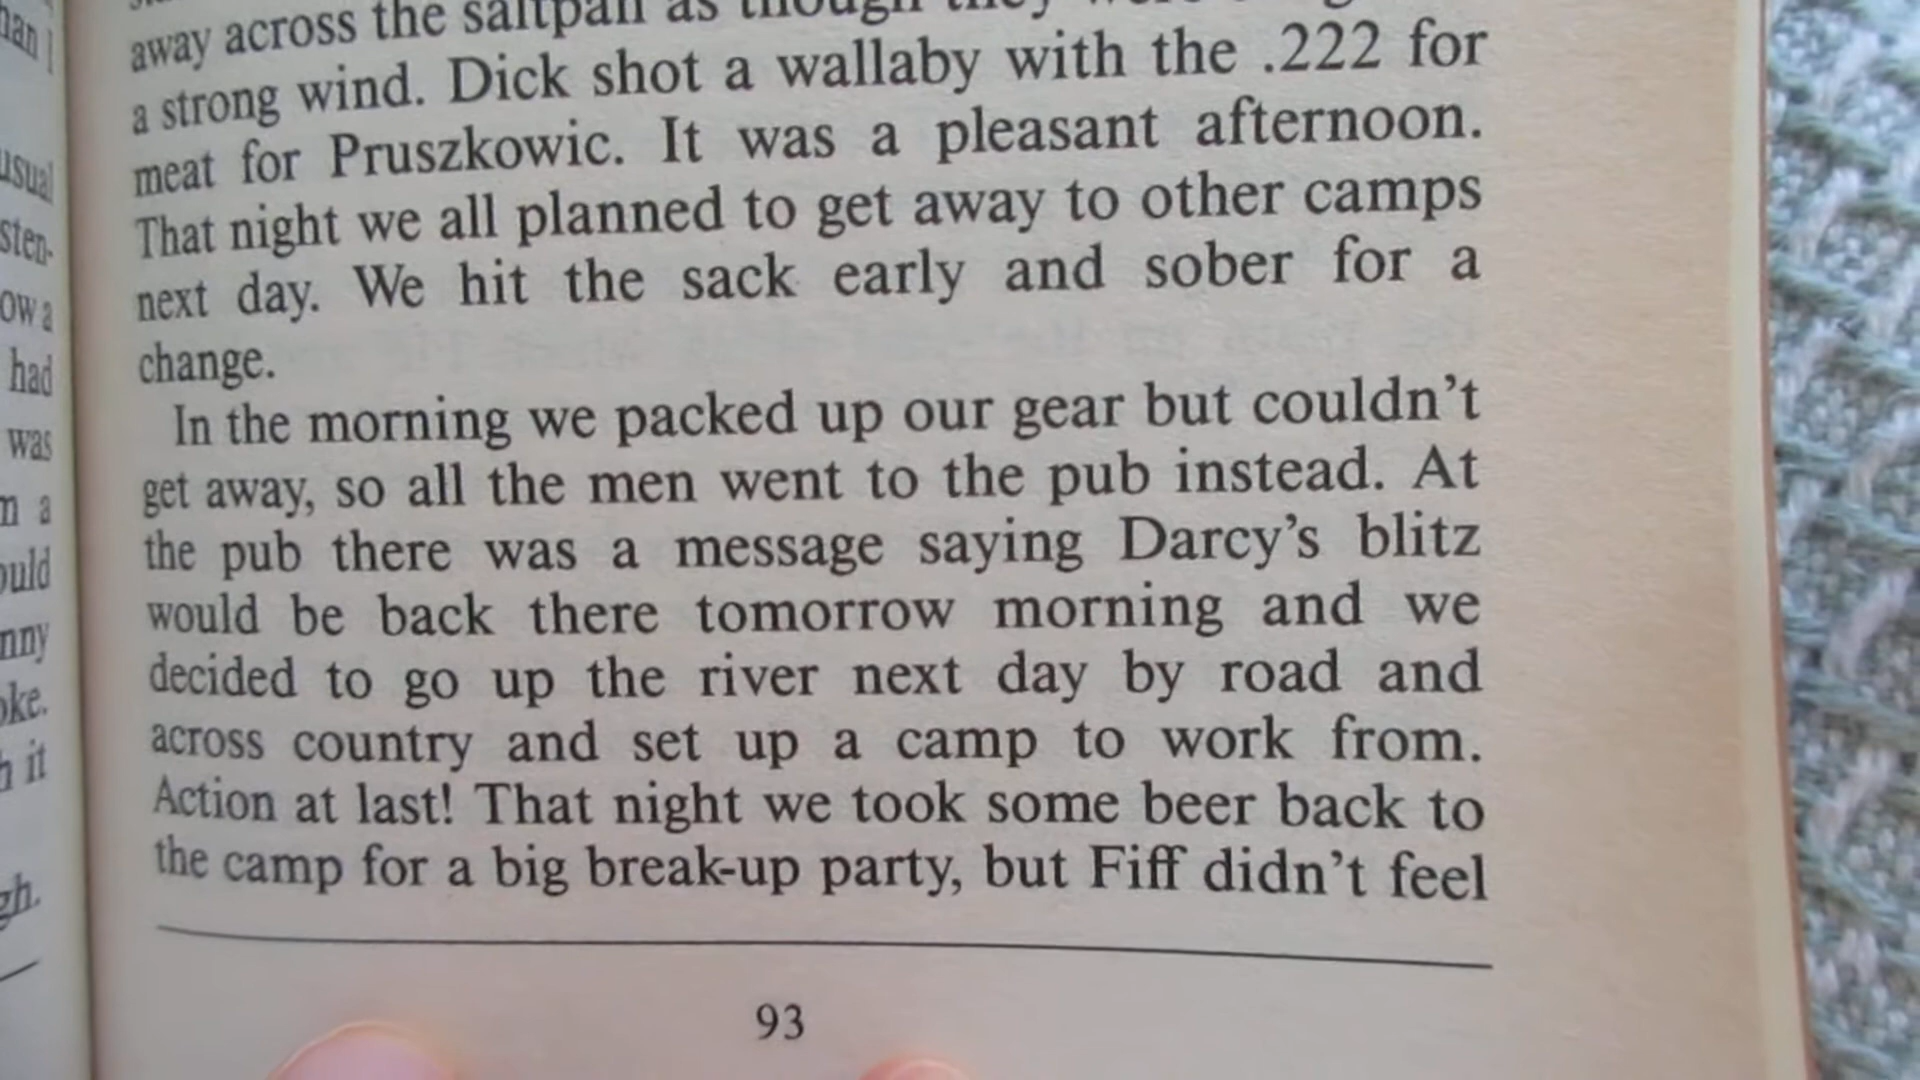 away across the saltpan as though they were
a strong wind. Dick shot a wallaby with the .222 for
meat for Pruszkowic. It was a pleasant afternoon.
That night we all planned to get away to other camps
next day. We hit the sack early and sober for a
change.
In the morning we packed up our gear but couldn't
get away, so all the men went to the pub instead. At
the pub there was a message saying Darcy's blitz
would be back there tomorrow morning and we
decided to go up the river next day by road and
across country and set up a camp to work from.
Action at last! That night we took some beer back to
the camp for a big break-up party, but Fiff didn't feel
93